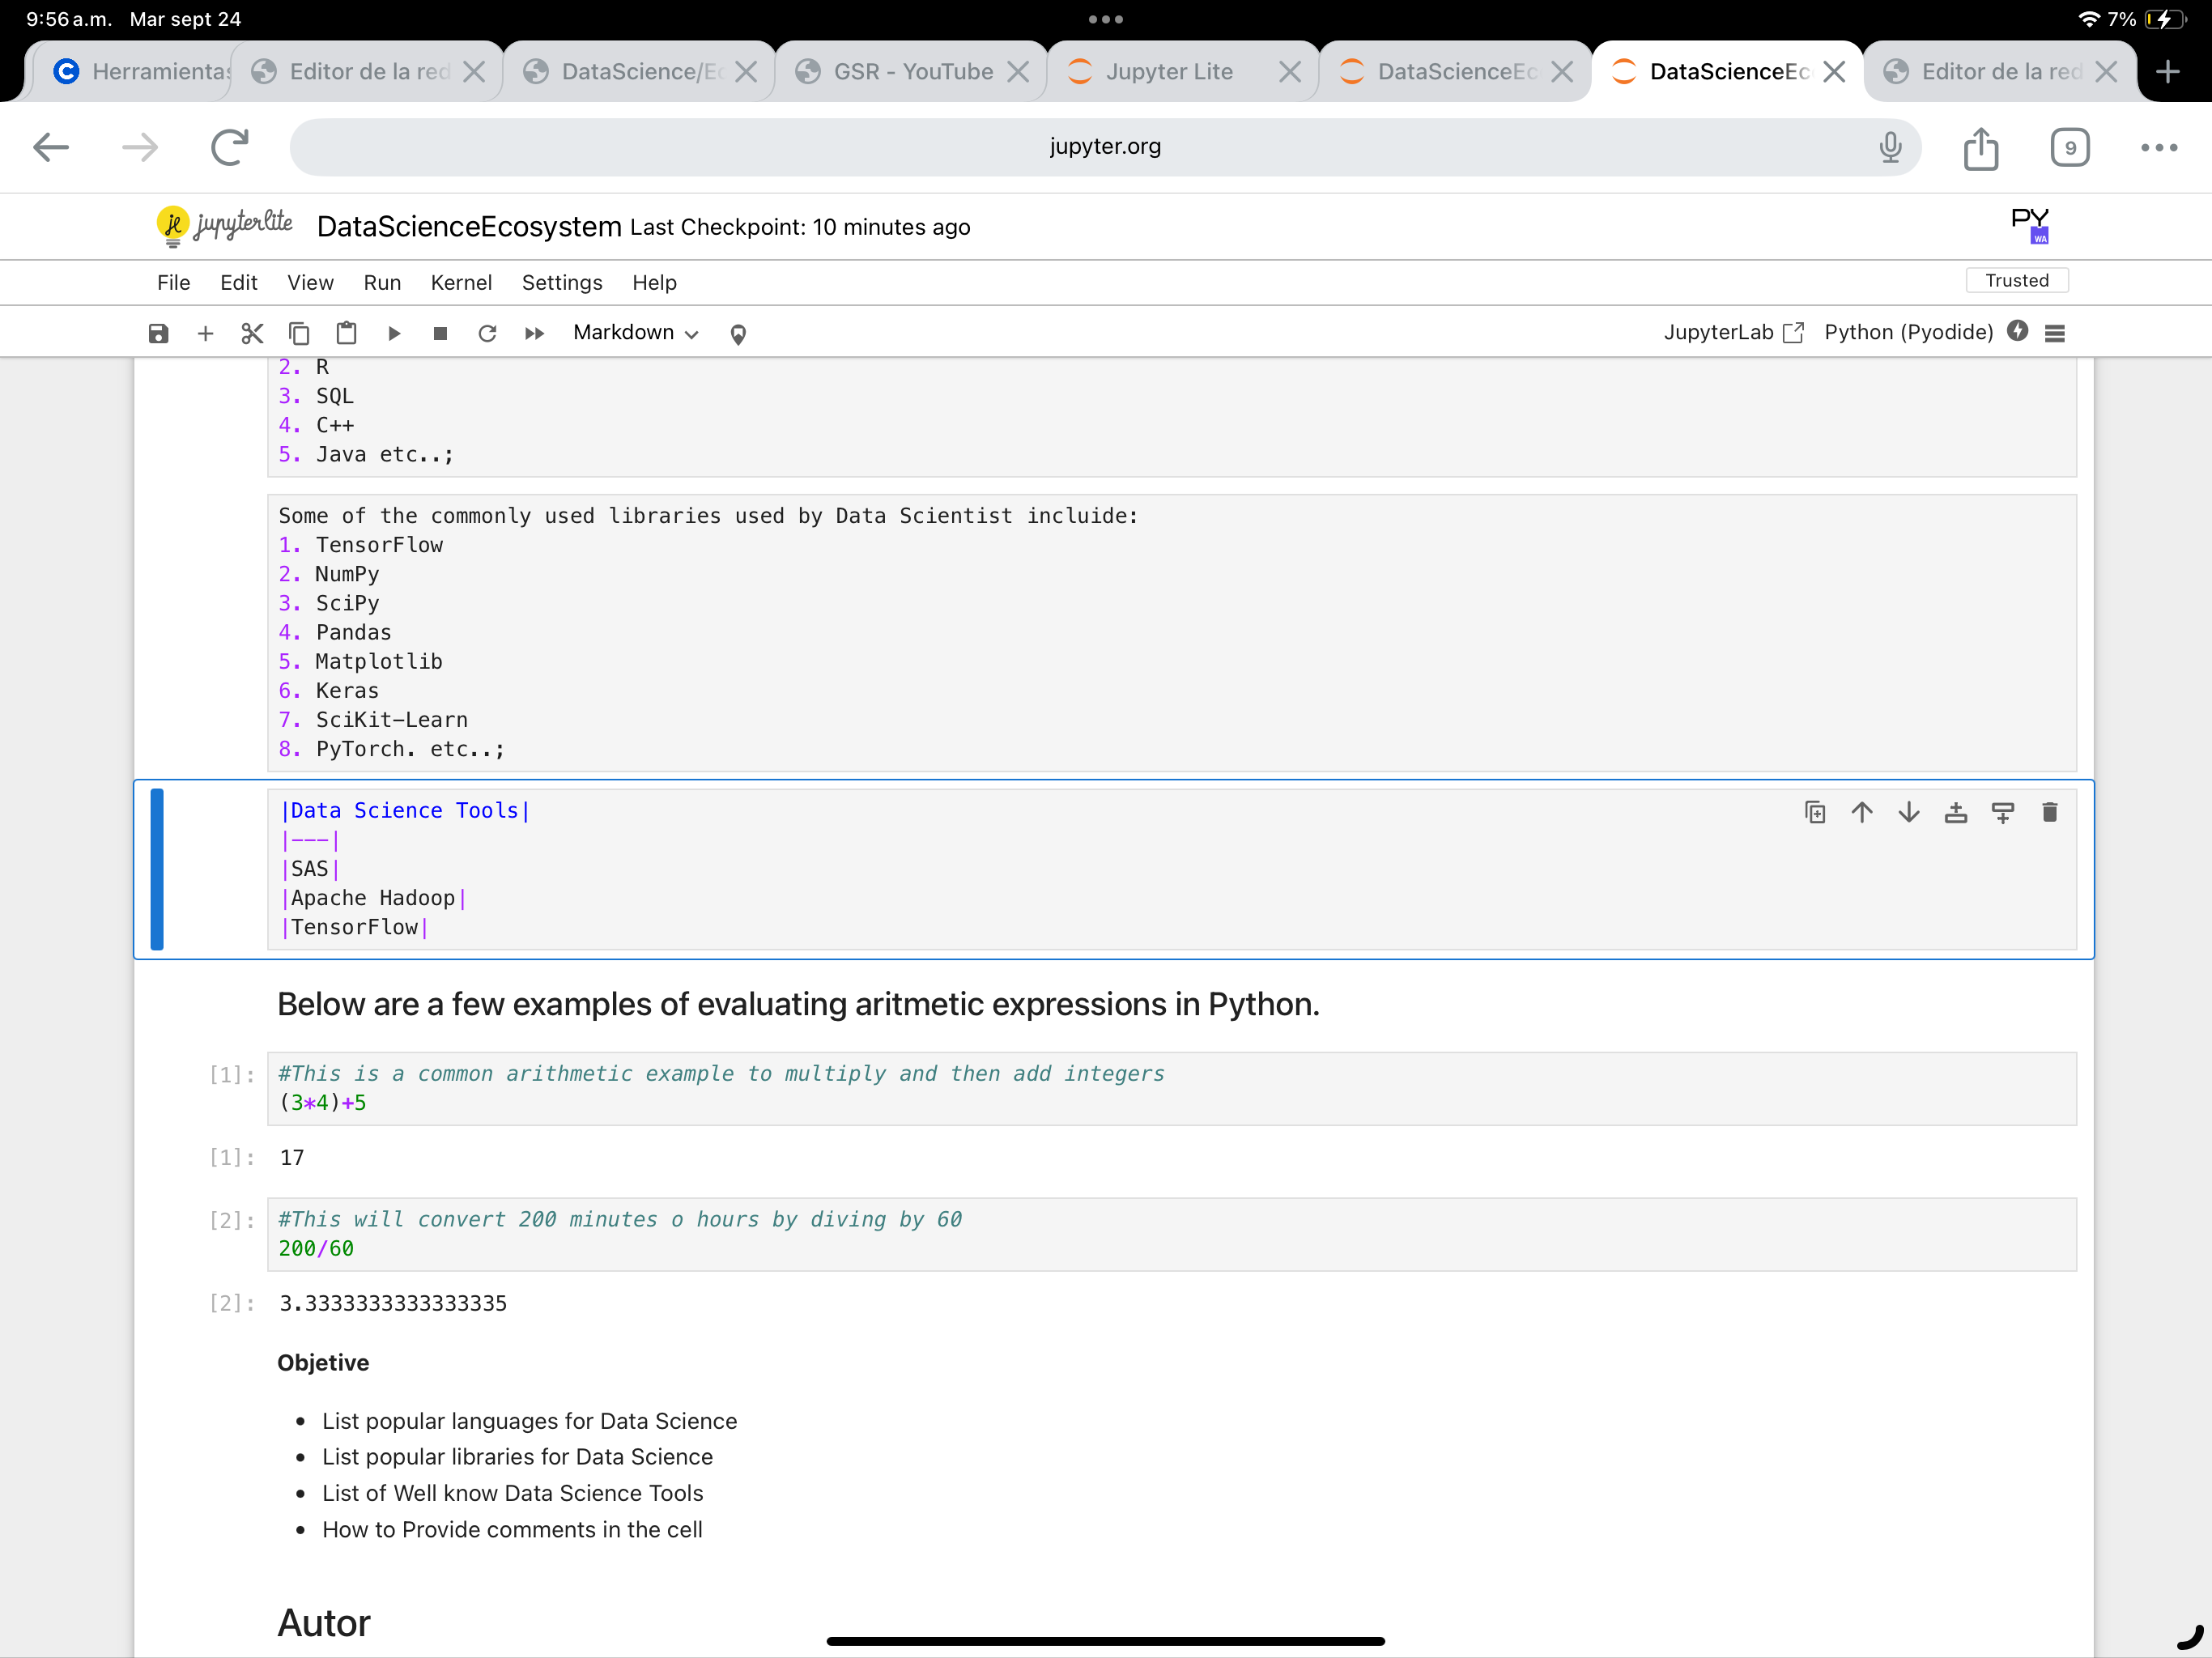 9:56 a.m. Mar sept 24
7%
Herramientas
Editor de la red
DataScience/Ec
GSR - YouTube
Jupyter Lite
DataScienceEc
DataScienceEc
Editor de la red
jupyter.org
9
jupyterlite
DataScienceEcosystem Last Checkpoint: 10 minutes ago
PY
WA
File Edit View Run Kernel Settings Help
Trusted
Markdown
JupyterLab
Python (Pyodide)
2. R
3. SQL
4. C++
5. Java etc..;
Some of the commonly used libraries used by Data Scientist incluide:
1. TensorFlow
2. NumPy
3. SciPy
4. Pandas
5. Matplotlib
6. Keras
7. SciKit-Learn
8. PyTorch. etc..;
|Data Science Tools|
|---|
|SAS|
|Apache Hadoop|
|TensorFlow|
Below are a few examples of evaluating aritmetic expressions in Python.
[1]: #This is a common arithmetic example to multiply and then add integers
(3*4)+5
[1]: 17
[2]: #This will convert 200 minutes o hours by diving by 60
200/60
[2]: 3.3333333333333335
Objetive
• List popular languages for Data Science
• List popular libraries for Data Science
• List of Well know Data Science Tools
• How to Provide comments in the cell
Autor